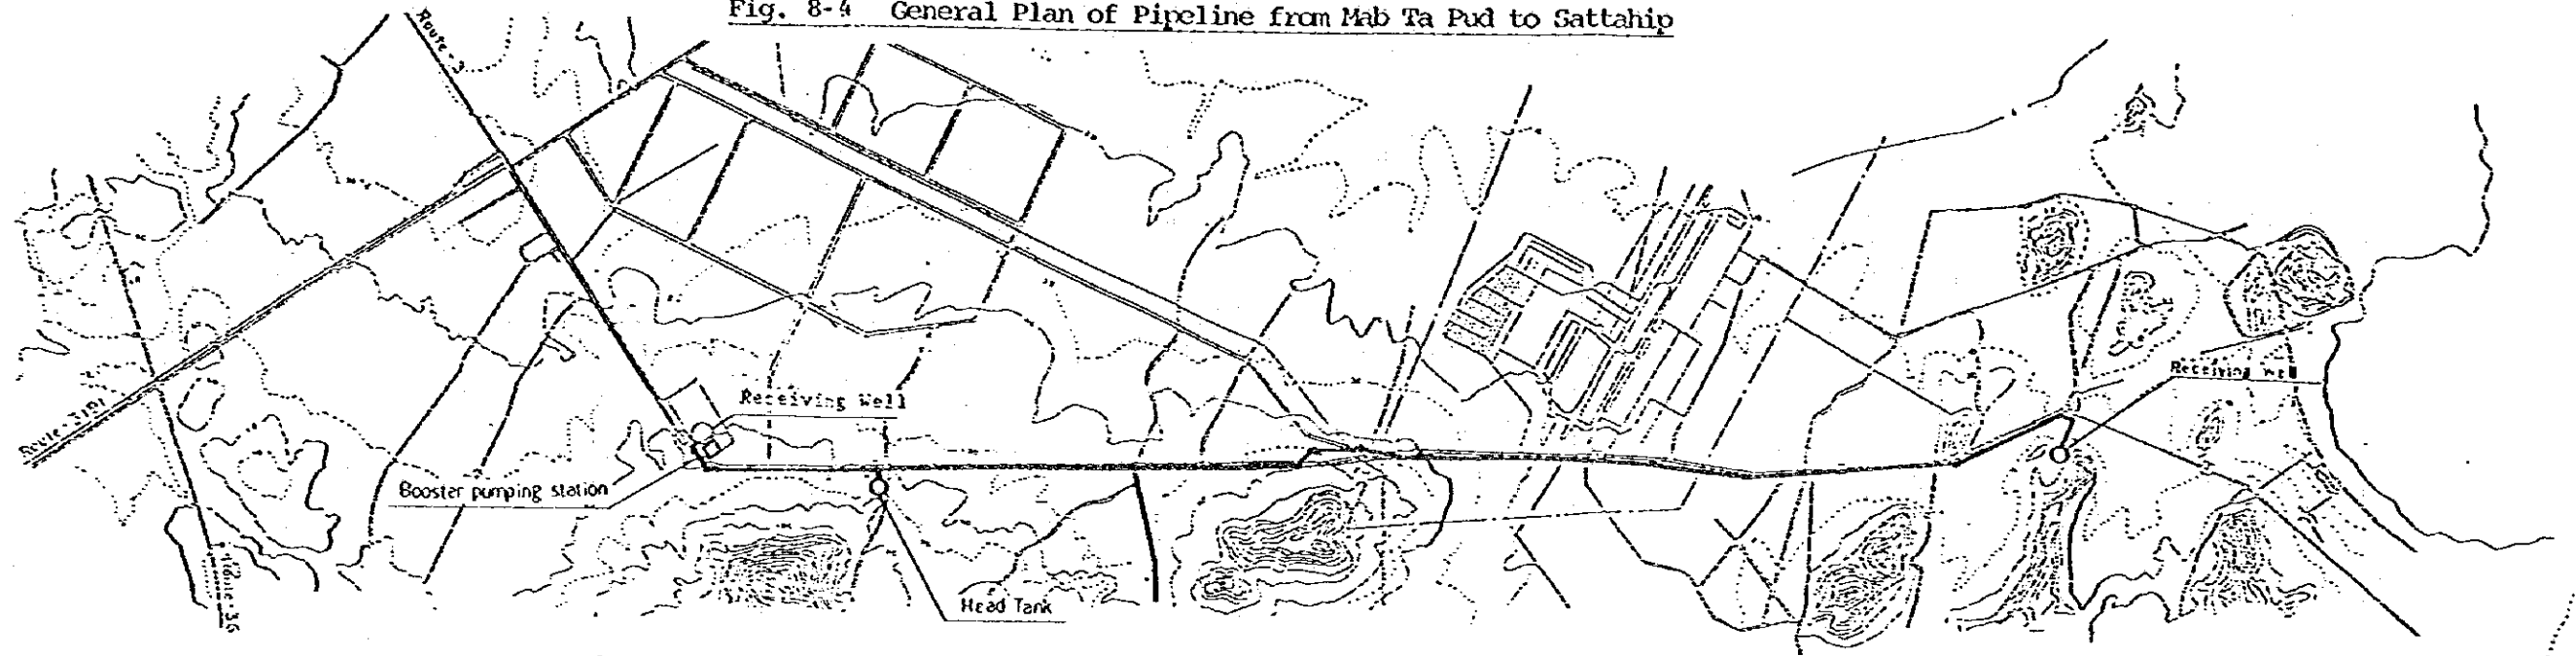 Fig. 8-4 General Plan of Pipeline from Mab Ta Pud to Sattahip
Route-3
Receiving Well
Receiving Well
Route-3191
Booster pumping station
Head Tank
Route-36